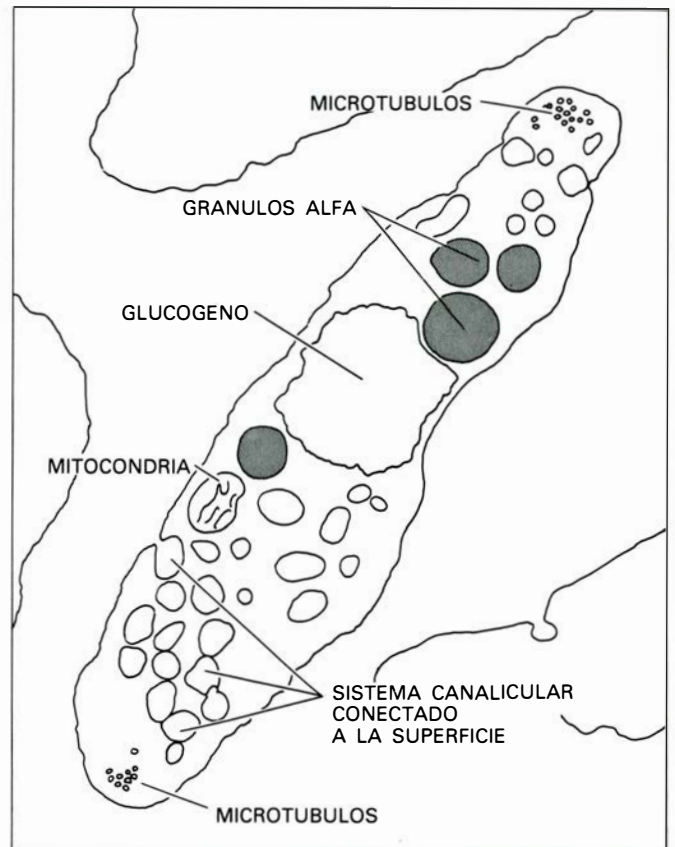 MICROTUBULOS
GRANULOS ALFA
GLUCOGENO
MITOCONDRIA
SISTEMA CANALICULAR
CONECTADO
A LA SUPERFICIE
MICROTUBULOS